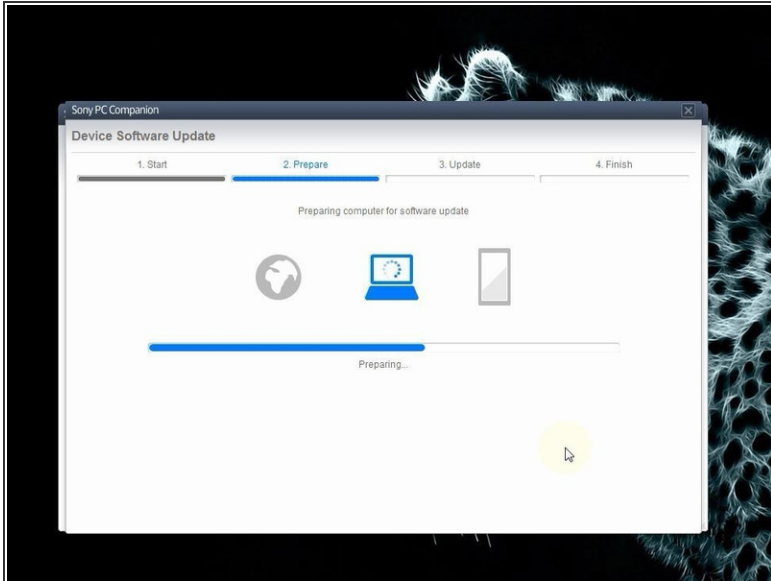 Sony PC Companion
Device Software Update
1. Start
2. Prepare
3. Update
4. Finish
Preparing computer for software update
Preparing...